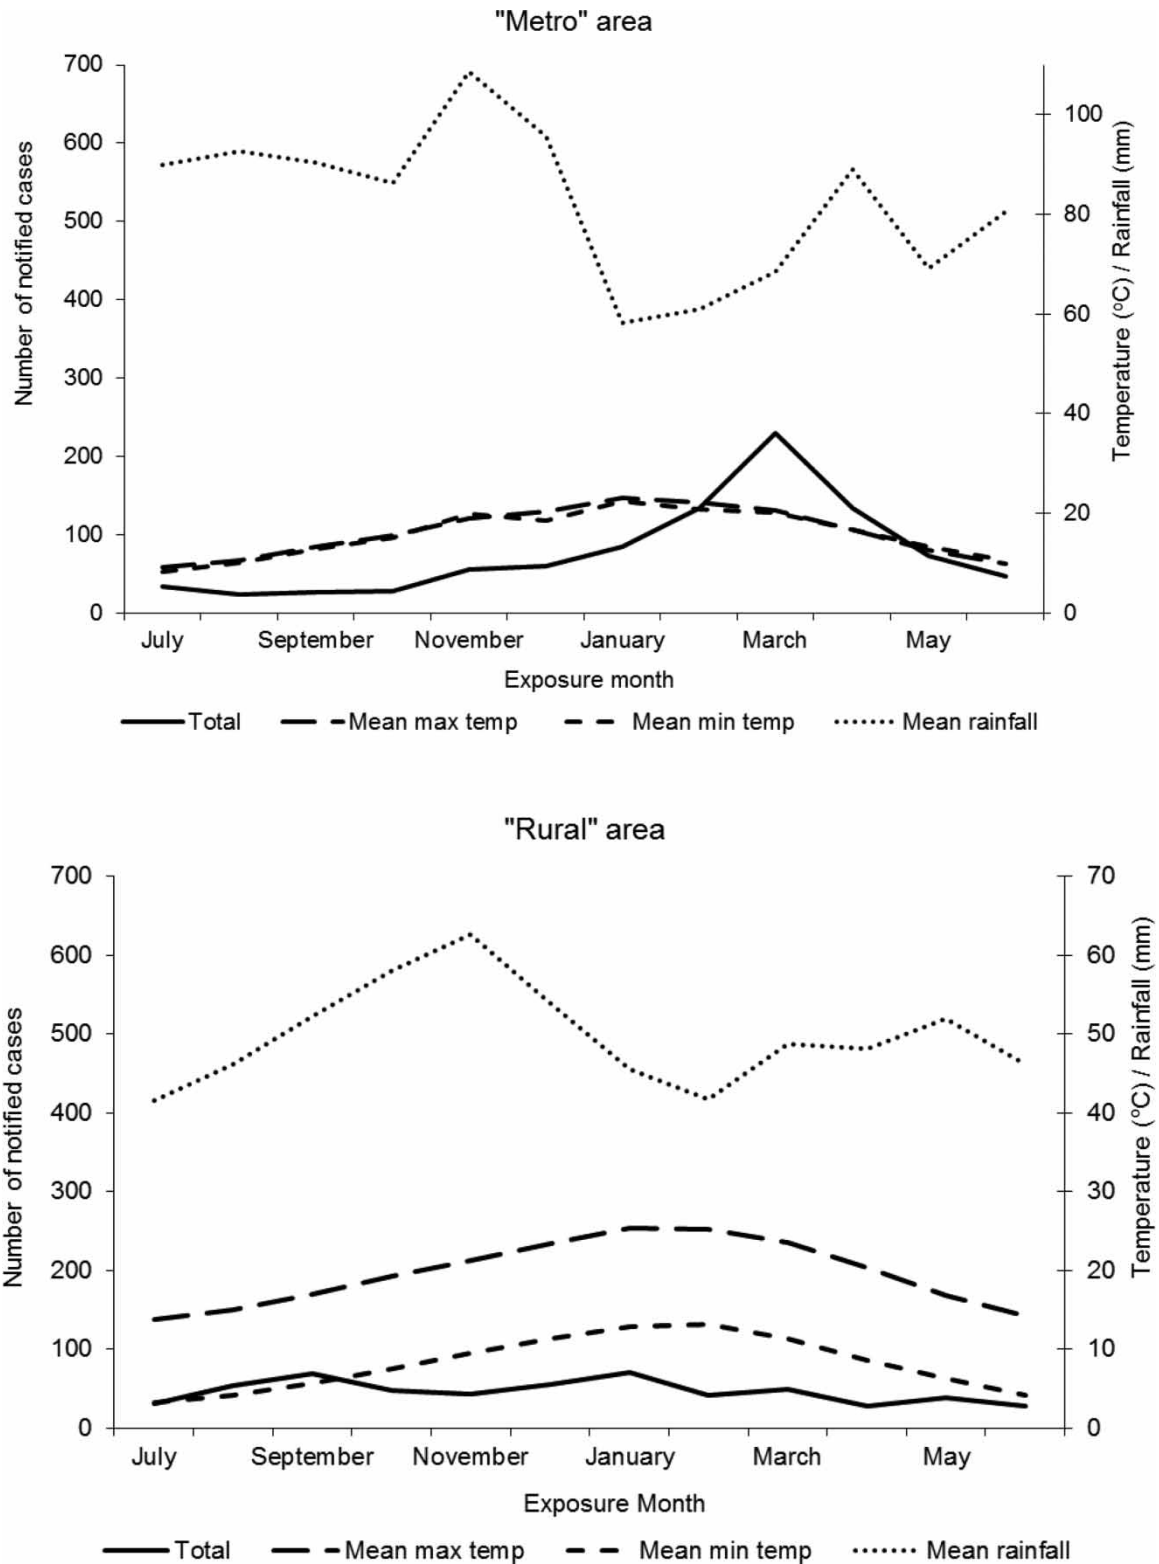 "Metro" area
700
600
500
400
300
200
100
0
Number of notified cases
100
80
60
40
20
0
Temperature (°C) / Rainfall (mm)
July September November January March May
Exposure month
Total Mean max temp Mean min temp Mean rainfall
"Rural" area
700
600
500
400
300
200
100
0
Number of notified cases
70
60
50
40
30
20
10
0
Temperature (°C) / Rainfall (mm)
July September November January March May
Exposure Month
Total Mean max temp Mean min temp Mean rainfall